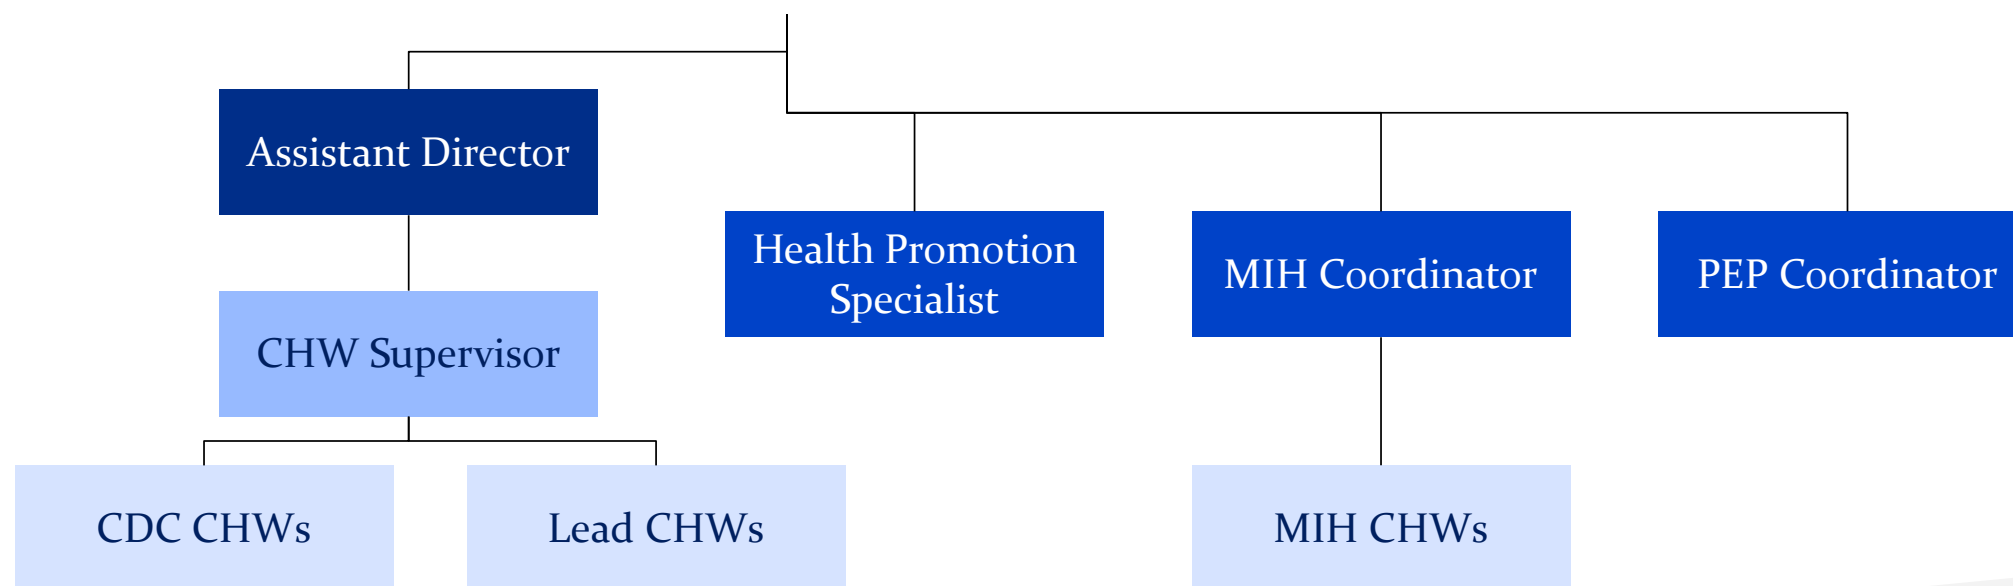 Assistant Director
Health Promotion
Specialist
MIH Coordinator
PEP Coordinator
CHW Supervisor
CDC CHWs
Lead CHWs
MIH CHWs